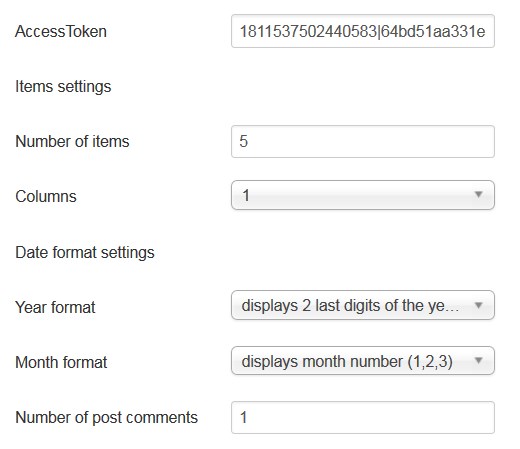 AccessToken 1811537502440583|64bd51aa331e
Items settings
Number of items 5
Columns 1
Date format settings
Year format displays 2 last digits of the ye...
Month format displays month number (1,2,3)
Number of post comments 1